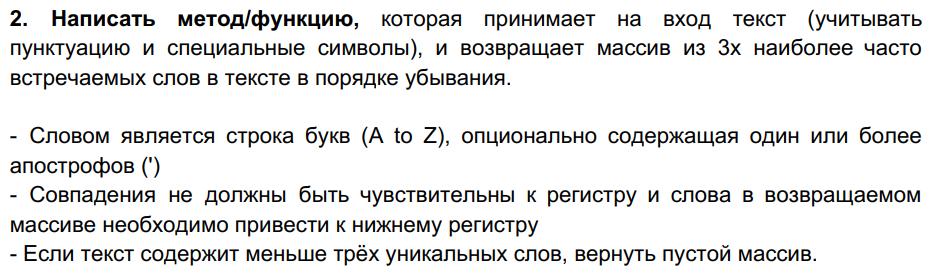 2. Написать метод/функцию, которая принимает на вход текст (учитывать
пунктуацию и специальные символы), и возвращает массив из 3х наиболее часто
встречаемых слов в тексте в порядке убывания.
- Словом является строка букв (A to Z), опционально содержащая один или более
апострофов (')
- Совпадения не должны быть чувствительны к регистру и слова в возвращаемом
массиве необходимо привести к нижнему регистру
- Если текст содержит меньше трёх уникальных слов, вернуть пустой массив.